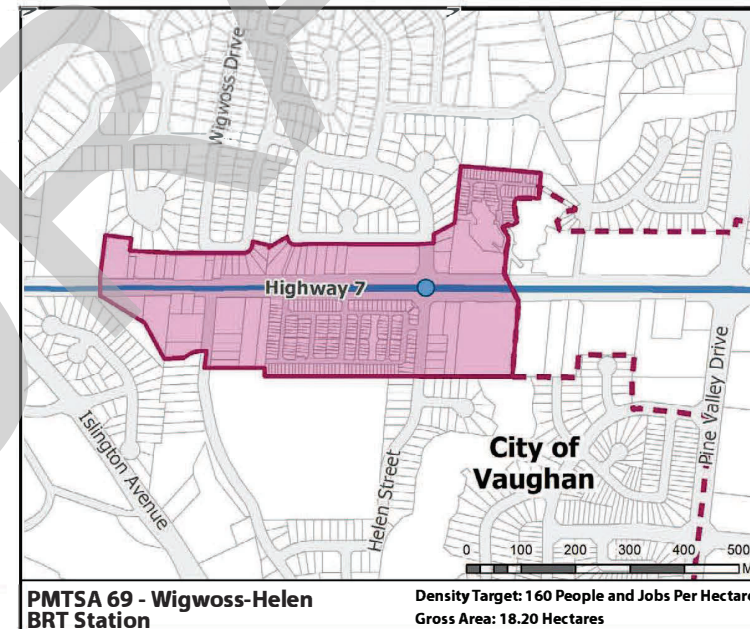 Wigwoss Drive
Highway 7
Pine Valley Drive
Islington Avenue
Helen Street
City of
Vaughan
0 100 200 300 400 500
M
PMTSA 69 - Wigwoss-Helen
BRT Station
Density Target: 160 People and Jobs Per Hectare
Gross Area: 18.20 Hectares